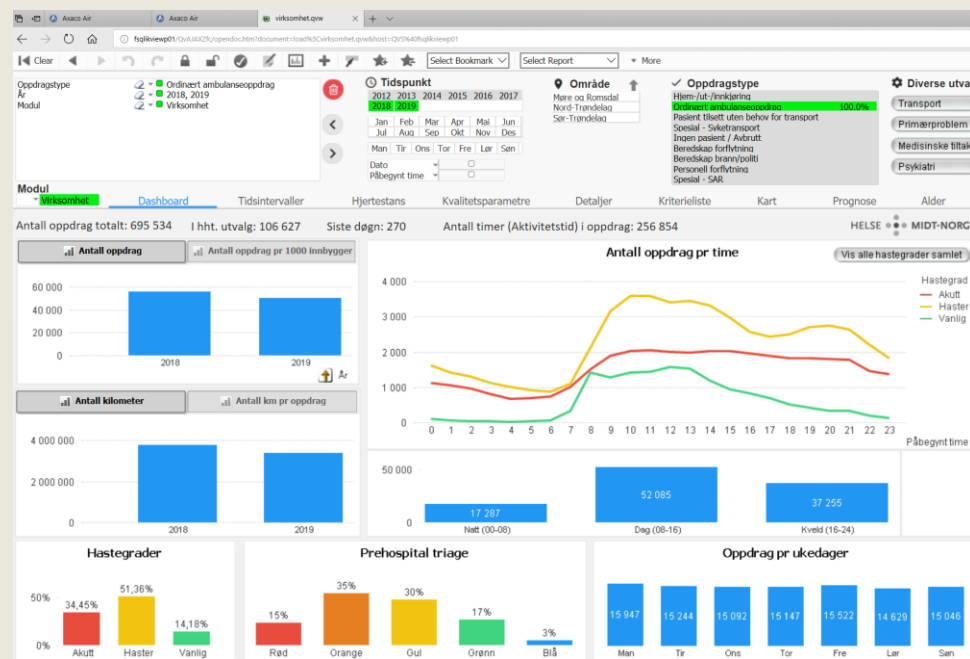 Axaco Air
Axaco Air
virksomhet.qvw
fsqlikviewp01/QvAJAXZfc/opendoc.htm?document=load%5Cvirksomhet.qvw&host=QVS%40fsqlikviewp01
Clear
Select Bookmark
Select Report
More
Oppdragstype
Ordinært ambulanseoppdrag
År
2018, 2019
Modul
Virksomhet
Tidspunkt
2012 2013 2014 2015 2016 2017
2018 2019
Jan Feb Mar Apr Mai Jun
Jul Aug Sep Okt Nov Des
Man Tir Ons Tor Fre Lør Søn
Dato
Påbegynt time
Område
Møre og Romsdal
Nord-Trøndelag
Sør-Trøndelag
Oppdragstype
Hjem-/ut-/innkjøring
Ordinært ambulanseoppdrag 100.0%
Pasient tilsett uten behov for transport
Spesial - Syketransport
Ingen pasient / Avbrutt
Beredskap forflytning
Beredskap brann/politi
Personell forflytning
Spesial - SAR
Diverse utva
Transport
Primærproblem
Medisinske tiltak
Psykiatri
Modul
Virksomhet
Dashboard
Tidsintervaller
Hjertestans
Kvalitetsparametre
Detaljer
Kriterieliste
Kart
Prognose
Alder
Antall oppdrag totalt: 695 534
I hht. utvalg: 106 627
Siste døgn: 270
Antall timer (Aktivitetstid) i oppdrag: 256 854
HELSE MIDT-NORG
Antall oppdrag
Antall oppdrag pr 1000 innbygger
60 000
40 000
20 000
0
2018
2019
År
Antall kilometer
Antall km pr oppdrag
4 000 000
2 000 000
0
2018
2019
Antall oppdrag pr time
Vis alle hastegrader samlet
Hastegrad
Akutt
Haster
Vanlig
4 000
3 000
2 000
1 000
0
0 1 2 3 4 5 6 7 8 9 10 11 12 13 14 15 16 17 18 19 20 21 22 23
Påbegynt time
50 000
0
17 287
52 085
37 255
Natt (00-08)
Dag (08-16)
Kveld (16-24)
Hastegrader
50%
0%
34,45%
51,36%
14,18%
Akutt
Haster
Vanlig
Prehospital triage
15%
35%
30%
17%
3%
Rød
Orange
Gul
Grønn
Blå
Oppdrag pr ukedager
15 947
15 244
15 092
15 147
15 522
14 629
15 046
Man
Tir
Ons
Tor
Fre
Lør
Søn